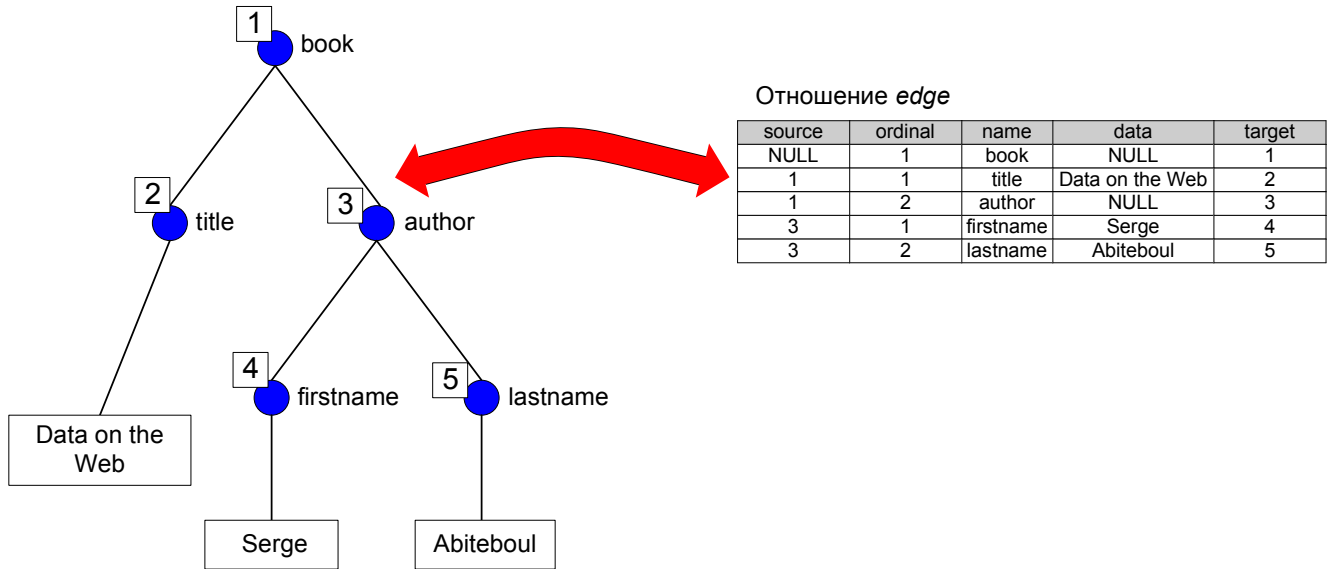 1
book
2
title
3
author
4
firstname
5
lastname
Data on the
Web
Serge
Abiteboul
Отношение edge
source ordinal name data target
NULL 1 book NULL 1
1 1 title Data on the Web 2
1 2 author NULL 3
3 1 firstname Serge 4
3 2 lastname Abiteboul 5